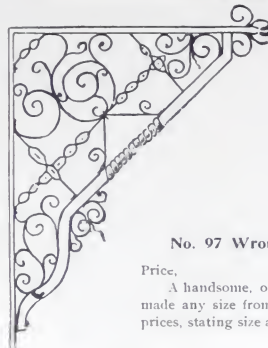 No. 97 Wro
Price,
A handsome, o
made any size from
prices, stating size a